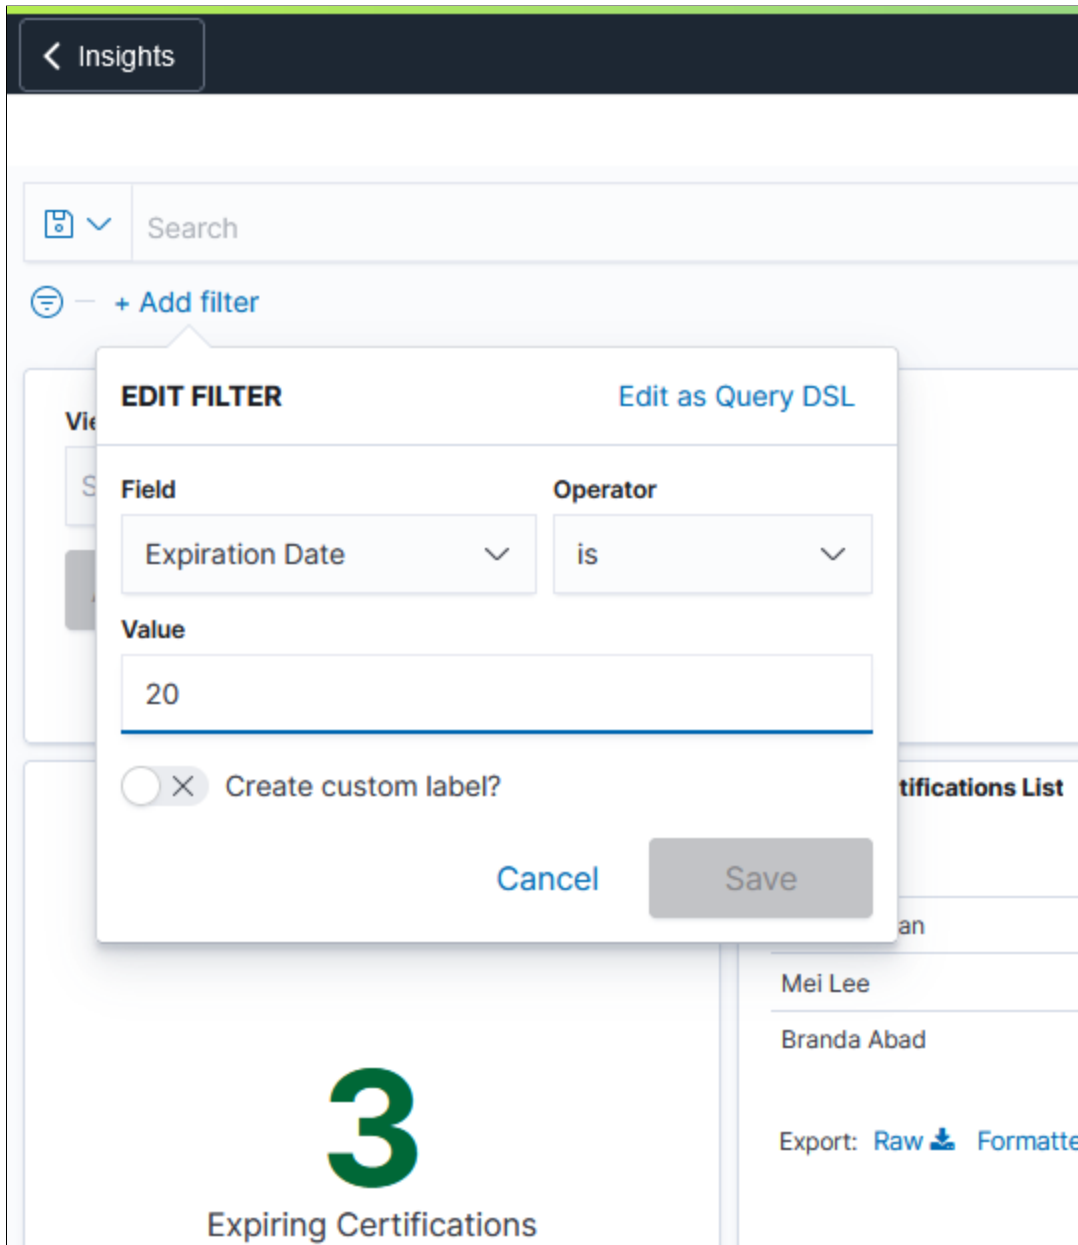 Insights
Search
+ Add filter
EDIT FILTER
Edit as Query DSL
Field
Operator
Expiration Date
is
Value
20
Create custom label?
Cancel
Save
tifications List
an
Mei Lee
Branda Abad
3
Expiring Certifications
Export: Raw Formatte